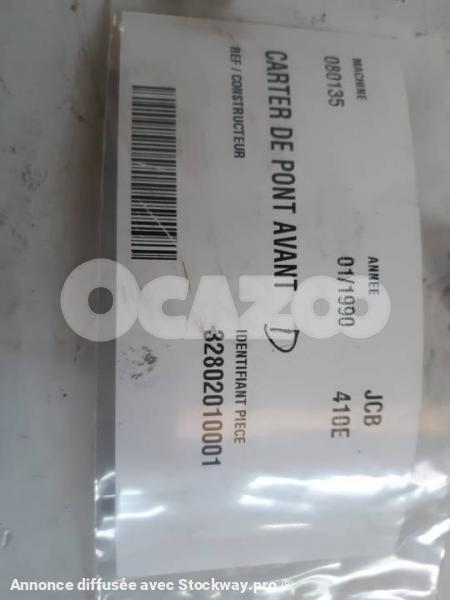 MACHINE
080135
ANNEE
01/1990
JCB
410E
CARTER DE PONT AVANT D
REF / CONSTRUCTEUR
IDENTIFIANT PIECE
32802010001
OCAZOO
Annonce diffusée avec Stockway.pro ®